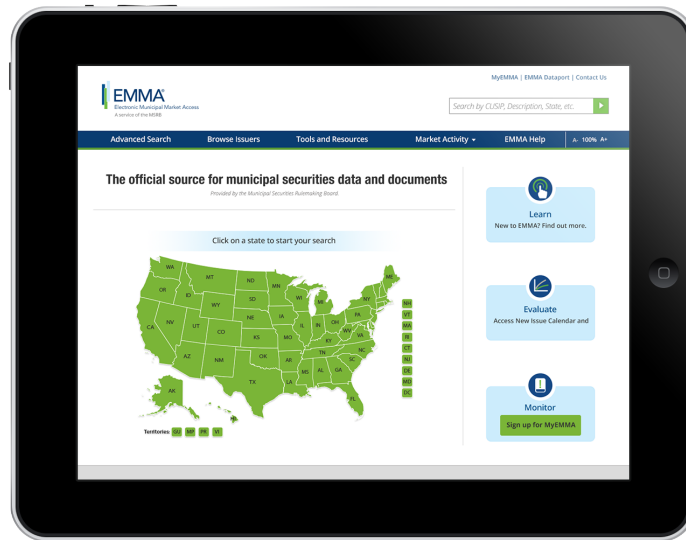 MyEMMA | EMMA Dataport | Contact Us
EMMA®
Electronic Municipal Market Access
A service of the MSRB
Search by CUSIP, Description, State, etc.
Advanced Search Browse Issuers Tools and Resources Market Activity EMMA Help A- 100% A+
The official source for municipal securities data and documents
Provided by the Municipal Securities Rulemaking Board.
Click on a state to start your search
WA
MT
ND
MN
ME
OR
ID
SD
WI
MI
NY
WY
NH
VT
MA
RI
CT
NJ
DE
MD
DC
NE
IA
PA
NV
UT
CO
IL
IN
OH
WV
VA
CA
KS
MO
KY
NC
TN
AZ
NM
OK
AR
SC
MS
AL
GA
TX
LA
AK
FL
HI
Territories: GU MP PR VI
Learn
New to EMMA? Find out more.
Evaluate
Access New Issue Calendar and
Monitor
Sign up for MyEMMA